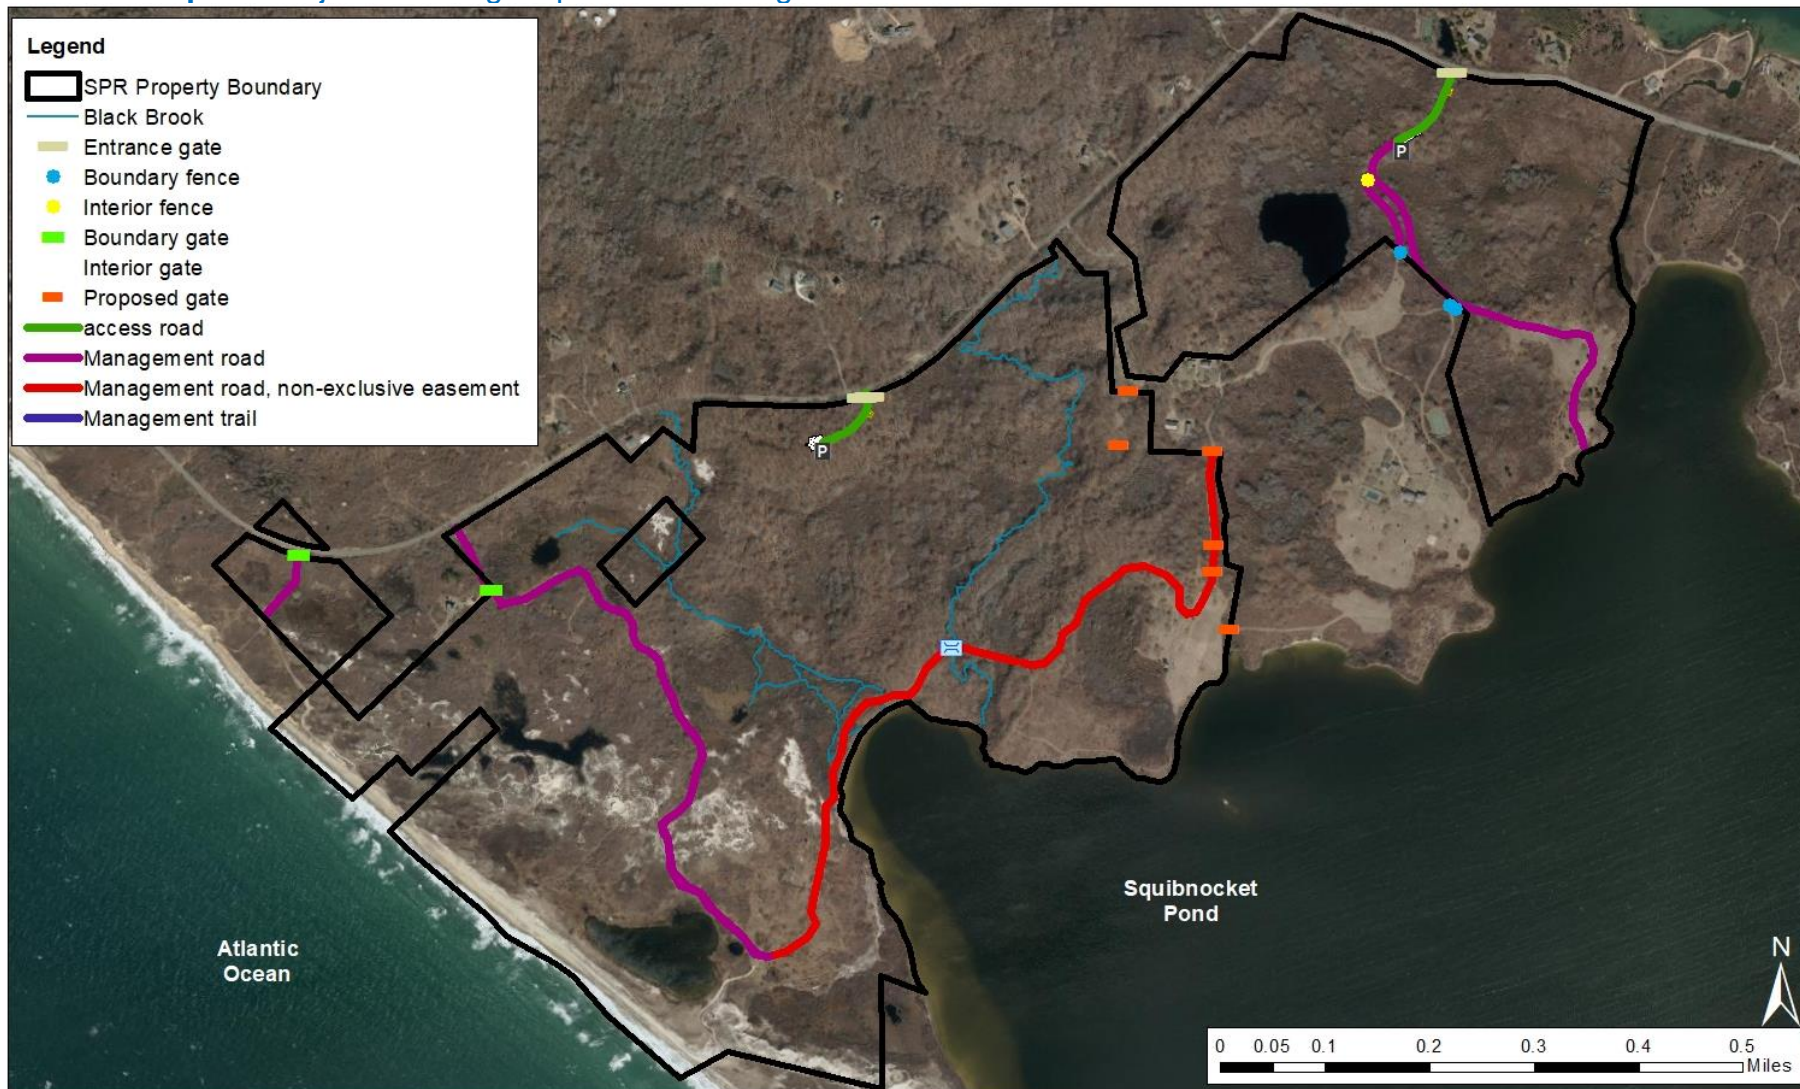 Legend
SPR Property Boundary
Black Brook
Entrance gate
Boundary fence
Interior fence
Boundary gate
Interior gate
Proposed gate
access road
Management road
Management road, non-exclusive easement
Management trail
P
P
Squibnocket
Pond
Atlantic
Ocean
N
0 0.05 0.1 0.2 0.3 0.4 0.5
Miles